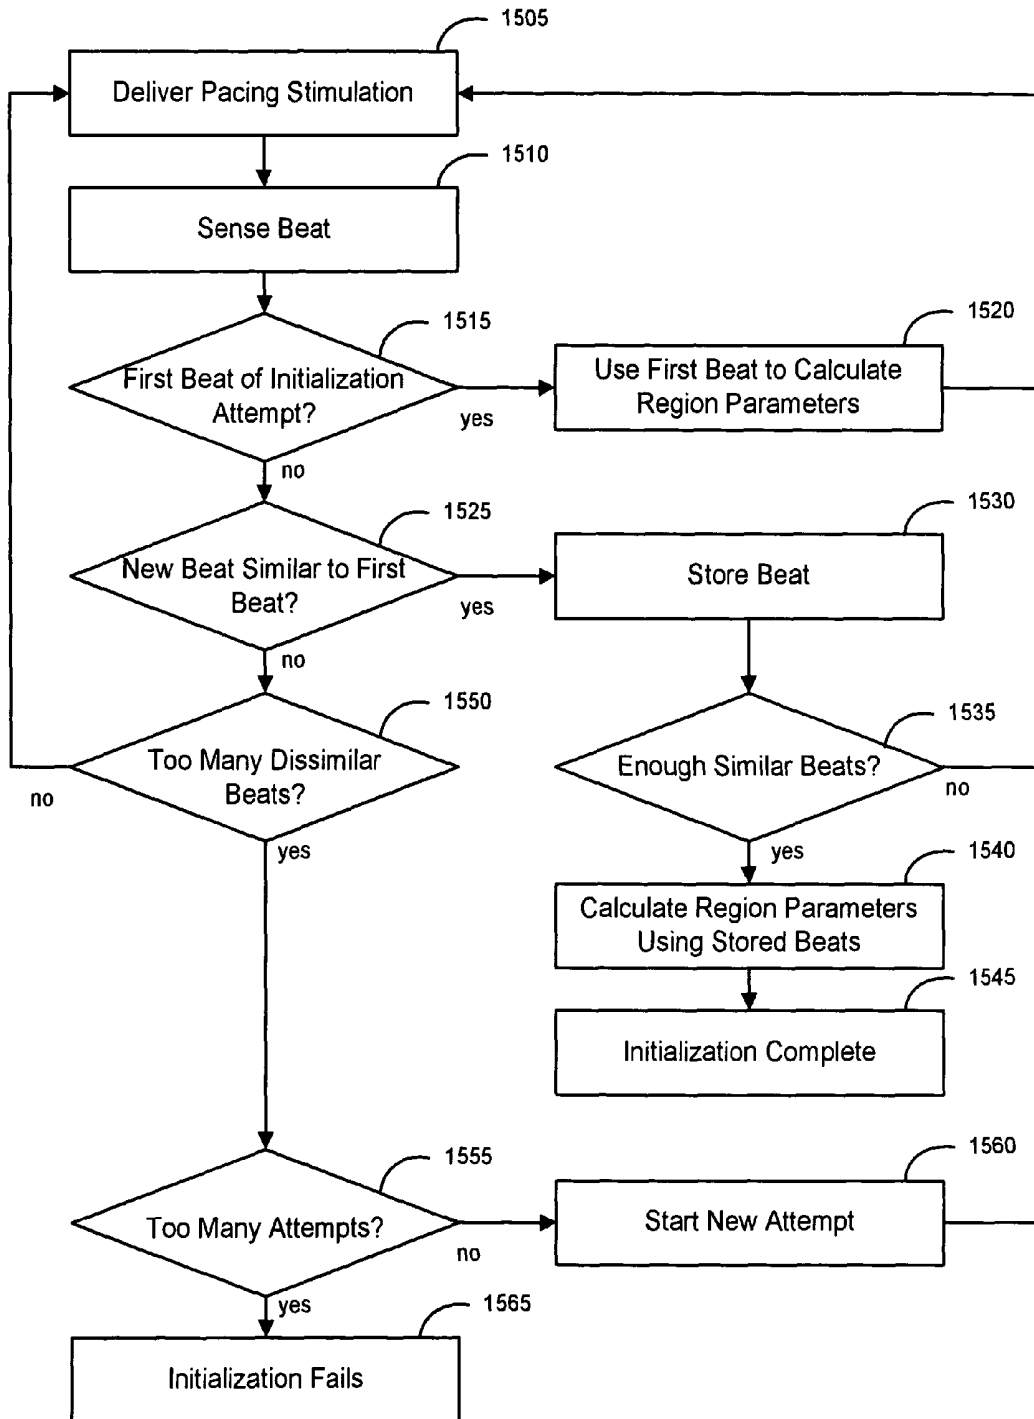 1505
Deliver Pacing Stimulation
1510
Sense Beat
1515
First Beat of Initialization
Attempt?
yes
no
1520
Use First Beat to Calculate
Region Parameters
1525
New Beat Similar to First
Beat?
yes
no
1530
Store Beat
1550
Too Many Dissimilar
Beats?
no
yes
1535
Enough Similar Beats?
no
yes
1540
Calculate Region Parameters
Using Stored Beats
1545
Initialization Complete
1555
Too Many Attempts?
no
yes
1560
Start New Attempt
1565
Initialization Fails